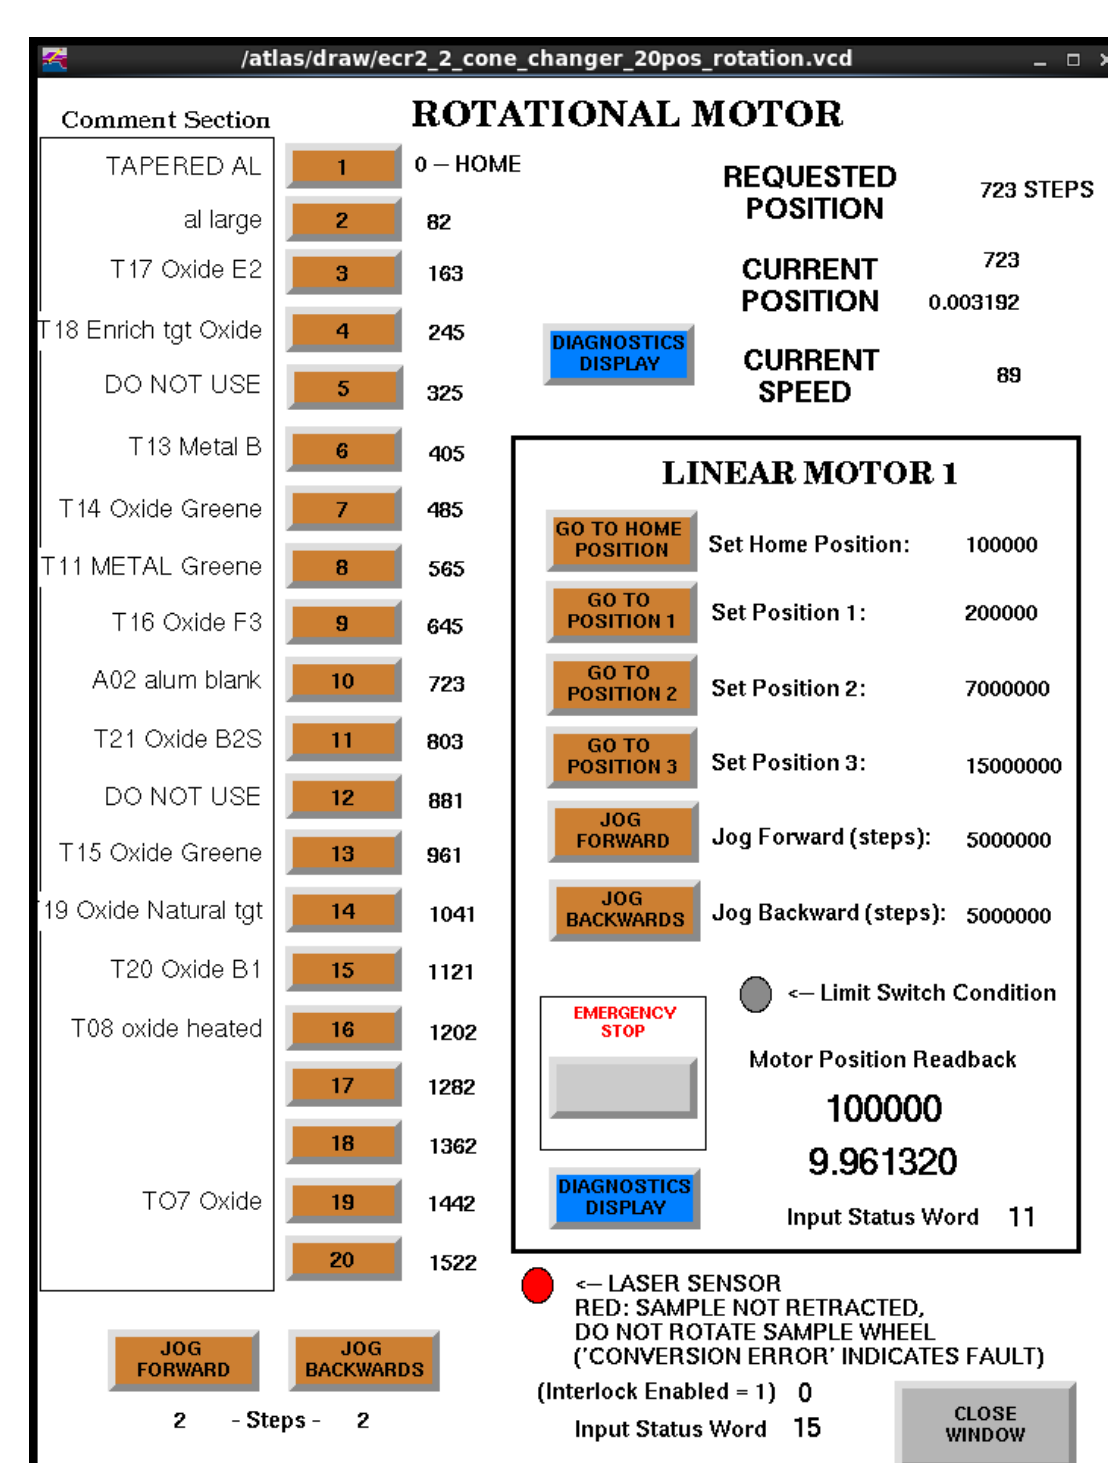 /atlas/draw/ecr2_2_cone_changer_20pos_rotation.vcd
Comment Section
ROTATIONAL MOTOR
TAPERED AL 1 0 — HOME
al large 2 82
T17 Oxide E2 3 163
T18 Enrich tgt Oxide 4 245
DO NOT USE 5 325
T13 Metal B 6 405
T14 Oxide Greene 7 485
T11 METAL Greene 8 565
T16 Oxide F3 9 645
A02 alum blank 10 723
T21 Oxide B2S 11 803
DO NOT USE 12 881
T15 Oxide Greene 13 961
19 Oxide Natural tgt 14 1041
T20 Oxide B1 15 1121
T08 oxide heated 16 1202
17 1282
18 1362
TO7 Oxide 19 1442
20 1522
JOG
FORWARD
JOG
BACKWARDS
2 - Steps - 2
REQUESTED
POSITION
723 STEPS
CURRENT
POSITION
723
0.003192
DIAGNOSTICS
DISPLAY
CURRENT
SPEED
89
LINEAR MOTOR 1
GO TO HOME
POSITION
Set Home Position: 100000
GO TO
POSITION 1
Set Position 1: 200000
GO TO
POSITION 2
Set Position 2: 7000000
GO TO
POSITION 3
Set Position 3: 15000000
JOG
FORWARD
Jog Forward (steps): 5000000
JOG
BACKWARDS
Jog Backward (steps): 5000000
<— Limit Switch Condition
EMERGENCY
STOP
Motor Position Readback
100000
9.961320
DIAGNOSTICS
DISPLAY
Input Status Word 11
<— LASER SENSOR
RED: SAMPLE NOT RETRACTED,
DO NOT ROTATE SAMPLE WHEEL
('CONVERSION ERROR' INDICATES FAULT)
(Interlock Enabled = 1) 0
Input Status Word 15
CLOSE
WINDOW